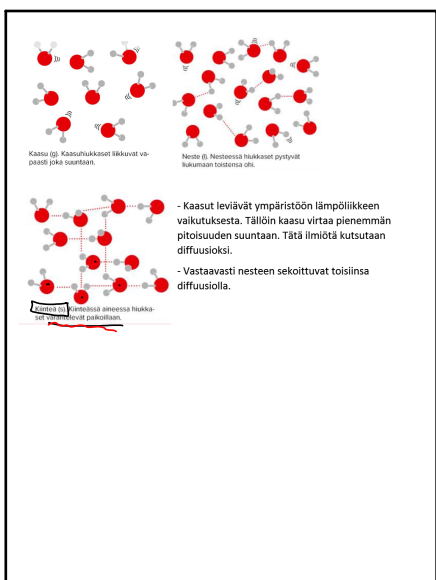 Kaasu (g). Kaasuhiukkaset liikkuvat va-
paasti joka suuntaan.
Neste (l). Nesteessä hiukkaset pystyvät
liukumaan toistensa ohi.
Kiinteä (s). Kiinteässä aineessa hiukka-
set värähtelevät paikoillaan.
- Kaasut leviävät ympäristöön lämpöliikkeen
vaikutuksesta. Tällöin kaasu virtaa pienemmän
pitoisuuden suuntaan. Tätä ilmiötä kutsutaan
diffuusioksi.
- Vastaavasti nesteen sekoittuvat toisiinsa
diffuusiolla.